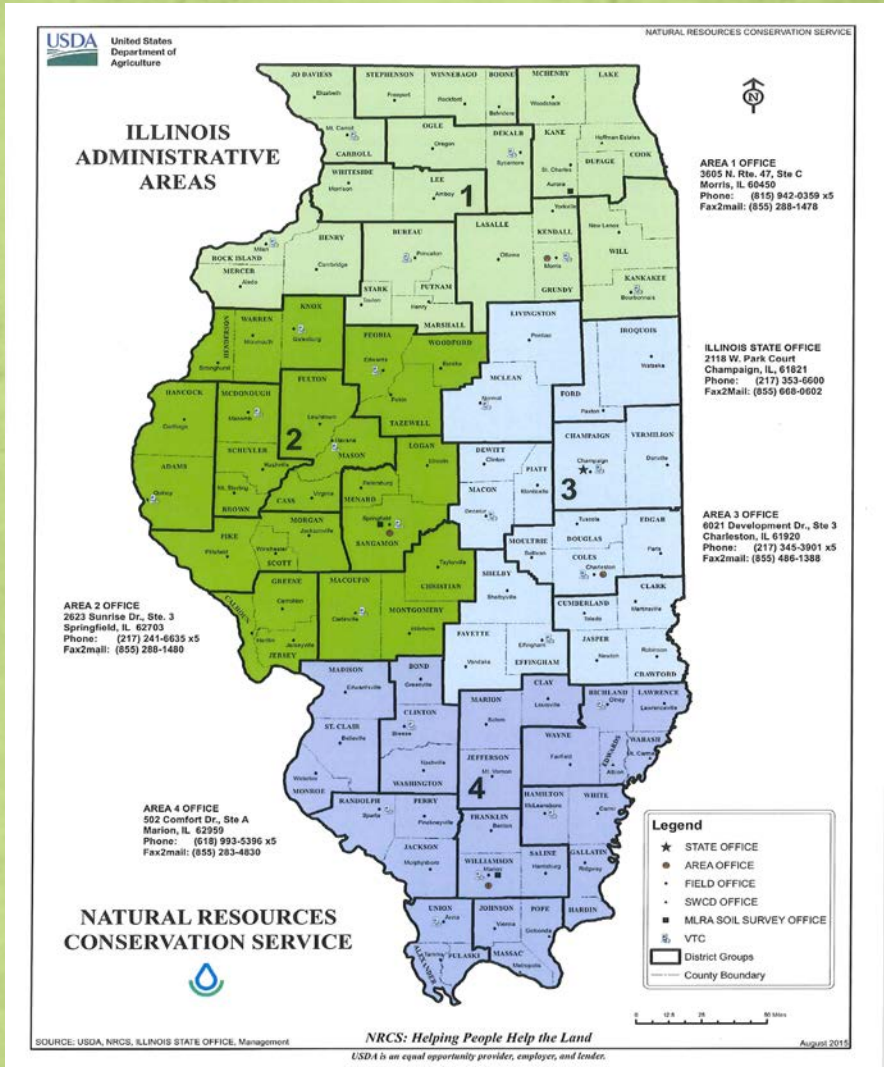 USDA
United States
Department of
Agriculture
NATURAL RESOURCES CONSERVATION SERVICE
ILLINOIS
ADMINISTRATIVE
AREAS
N
JO DAVIESS
STEPHENSON
WINNEBAGO
BOONE
MCHENRY
LAKE
Elizabeth
Freeport
Rockford
Belvidere
Woodstock
Mt. Carroll
CARROLL
OGLE
Oregon
DEKALB
Sycamore
KANE
St. Charles
Aurora
Hoffman Estates
DUPAGE
COOK
WHITESIDE
Morrison
LEE
Amboy
1
AREA 1 OFFICE
3605 N. Rte. 47, Ste C
Morris, IL 60450
Phone: (815) 942-0359 x5
Fax2mail: (855) 288-1478
ROCK ISLAND
Milan
HENRY
Cambridge
MERCER
Aledo
BUREAU
Princeton
LASALLE
Ottawa
Yorkville
KENDALL
Morris
GRUNDY
New Lenox
WILL
KANKAKEE
Bourbonnais
STARK
Toulon
PUTNAM
Henry
MARSHALL
HENDERSON
WARREN
Monmouth
KNOX
Galesburg
PEORIA
Edwards
WOODFORD
Eureka
Pekin
TAZEWELL
LIVINGSTON
Pontiac
IROQUOIS
Watseka
MCLEAN
Normal
FORD
Paxton
ILLINOIS STATE OFFICE
2118 W. Park Court
Champaign, IL, 61821
Phone: (217) 353-6600
Fax2Mail: (855) 668-0602
HANCOCK
Carthage
MCDONOUGH
Macomb
FULTON
Lewistown
2
Havana
MASON
LOGAN
Lincoln
DEWITT
Clinton
PIATT
Monticello
CHAMPAIGN
Champaign
VERMILION
Danville
3
ADAMS
Quincy
SCHUYLER
Rushville
Mt. Sterling
BROWN
CASS
Virginia
MENARD
Petersburg
Springfield
SANGAMON
MACON
Decatur
PIKE
Pittsfield
MORGAN
Jacksonville
Winchester
SCOTT
MOULTRIE
Sullivan
Tuscola
DOUGLAS
COLES
Charleston
EDGAR
Paris
AREA 3 OFFICE
6021 Development Dr., Ste 3
Charleston, IL 61920
Phone: (217) 345-3901 x5
Fax2mail: (855) 486-1388
AREA 2 OFFICE
2623 Sunrise Dr., Ste. 3
Springfield, IL 62703
Phone: (217) 241-6635 x5
Fax2mail: (855) 288-1480
GREENE
Carrollton
CALHOUN
Hardin
Jerseyville
JERSEY
MACOUPIN
Carlinville
Taylorville
CHRISTIAN
MONTGOMERY
Hillsboro
SHELBY
Shelbyville
CUMBERLAND
Toledo
CLARK
Martinsville
FAYETTE
Vandalia
Effingham
EFFINGHAM
JASPER
Newton
Robinson
CRAWFORD
MADISON
Edwardsville
BOND
Greenville
CLINTON
Breese
ST. CLAIR
Belleville
Nashville
WASHINGTON
Waterloo
MONROE
MARION
Salem
CLAY
Louisville
RICHLAND
Olney
LAWRENCE
Lawrenceville
WAYNE
Fairfield
EDWARDS
Albion
WABASH
Mt. Carmel
JEFFERSON
Mt. Vernon
4
AREA 4 OFFICE
502 Comfort Dr., Ste A
Marion, IL 62959
Phone: (618) 993-5396 x5
Fax2mail: (855) 283-4830
RANDOLPH
Sparta
PERRY
Pinckneyville
JACKSON
Murphysboro
FRANKLIN
Benton
HAMILTON
McLeansboro
WHITE
Carmi
WILLIAMSON
Marion
SALINE
Harrisburg
GALLATIN
Ridgway
HARDIN
UNION
Anna
JOHNSON
Vienna
POPE
Golconda
ALEXANDER
Tamms
PULASKI
MASSAC
Metropolis
Legend
STATE OFFICE
AREA OFFICE
FIELD OFFICE
SWCD OFFICE
MLRA SOIL SURVEY OFFICE
VTC
District Groups
County Boundary
0 12.5 25 50 Miles
NATURAL RESOURCES
CONSERVATION SERVICE
SOURCE: USDA, NRCS, ILLINOIS STATE OFFICE, Management
NRCS: Helping People Help the Land
USDA is an equal opportunity provider, employer, and lender.
August 2015